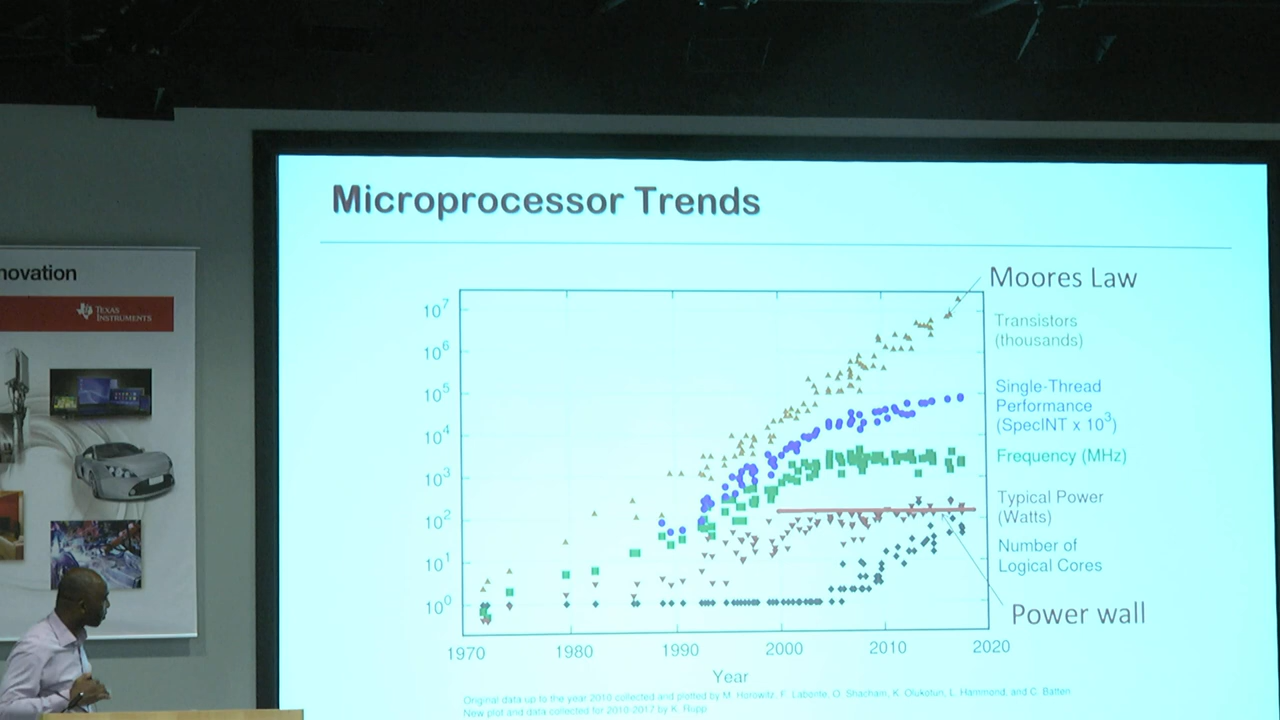 Microprocessor Trends
novation
TEXAS
INSTRUMENTS
Moores Law
Transistors
(thousands)
Single-Thread
Performance
(SpecINT x 10³)
Frequency (MHz)
Typical Power
(Watts)
Number of
Logical Cores
Power wall
10⁷
10⁶
10⁵
10⁴
10³
10²
10¹
10⁰
1970 1980 1990 2000 2010 2020
Year
Original data up to the year 2010 collected and plotted by M. Horowitz, F. Labonte, O. Shacham, K. Olukotun, L. Hammond, and C. Batten
New plot and data collected for 2010-2017 by K. Rupp